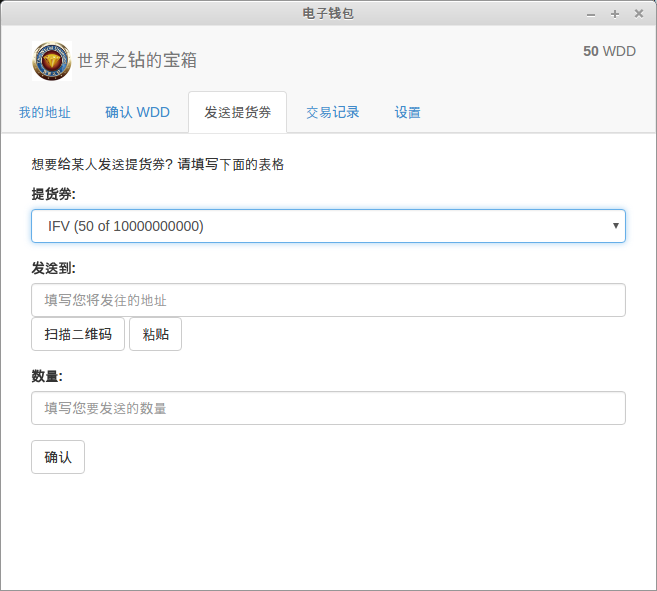 电子钱包
世界之钻的宝箱
50 WDD
我的地址 确认 WDD 发送提货券 交易记录 设置
想要给某人发送提货券? 请填写下面的表格
提货券:
IFV (50 of 10000000000)
发送到:
填写您将发往的地址
扫描二维码 粘贴
数量:
填写您要发送的数量
确认